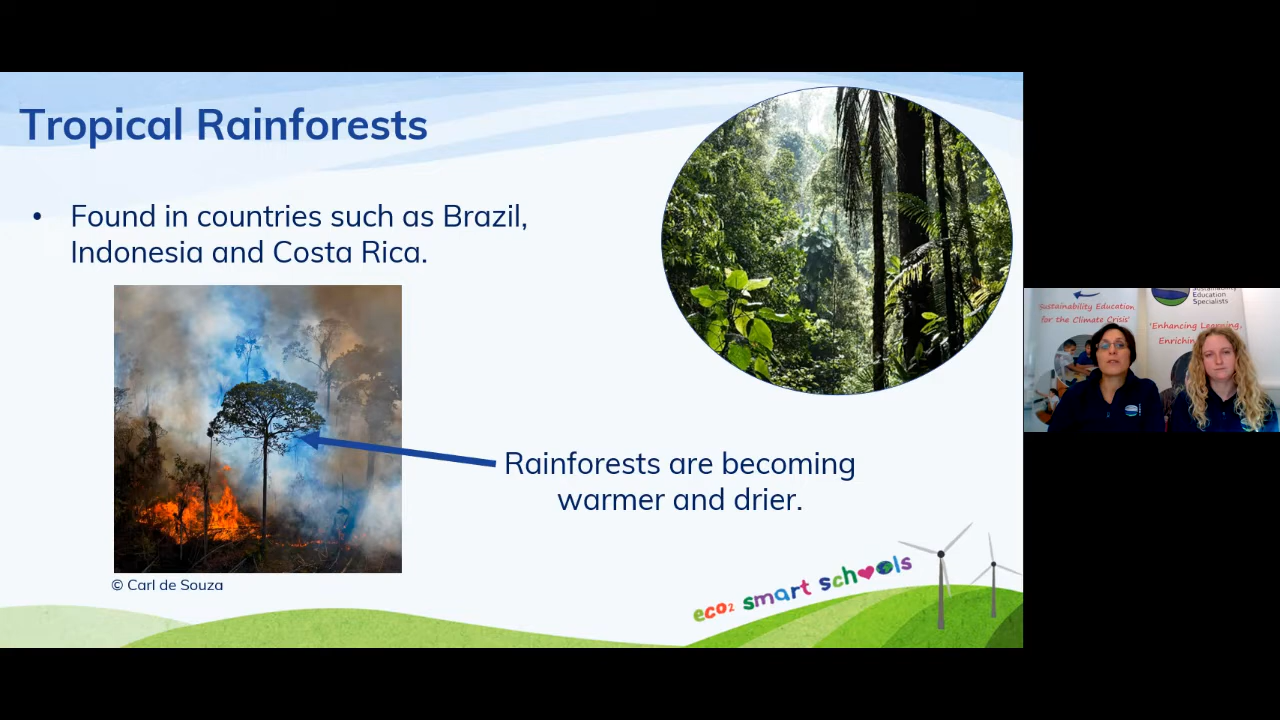 Tropical Rainforests
• Found in countries such as Brazil,
Indonesia and Costa Rica.
Rainforests are becoming
warmer and drier.
© Carl de Souza
eco2 smart schools
Sustainability Education
for the Climate Crisis'
Sustainability
Education
Specialists
'Enhancing Learning,